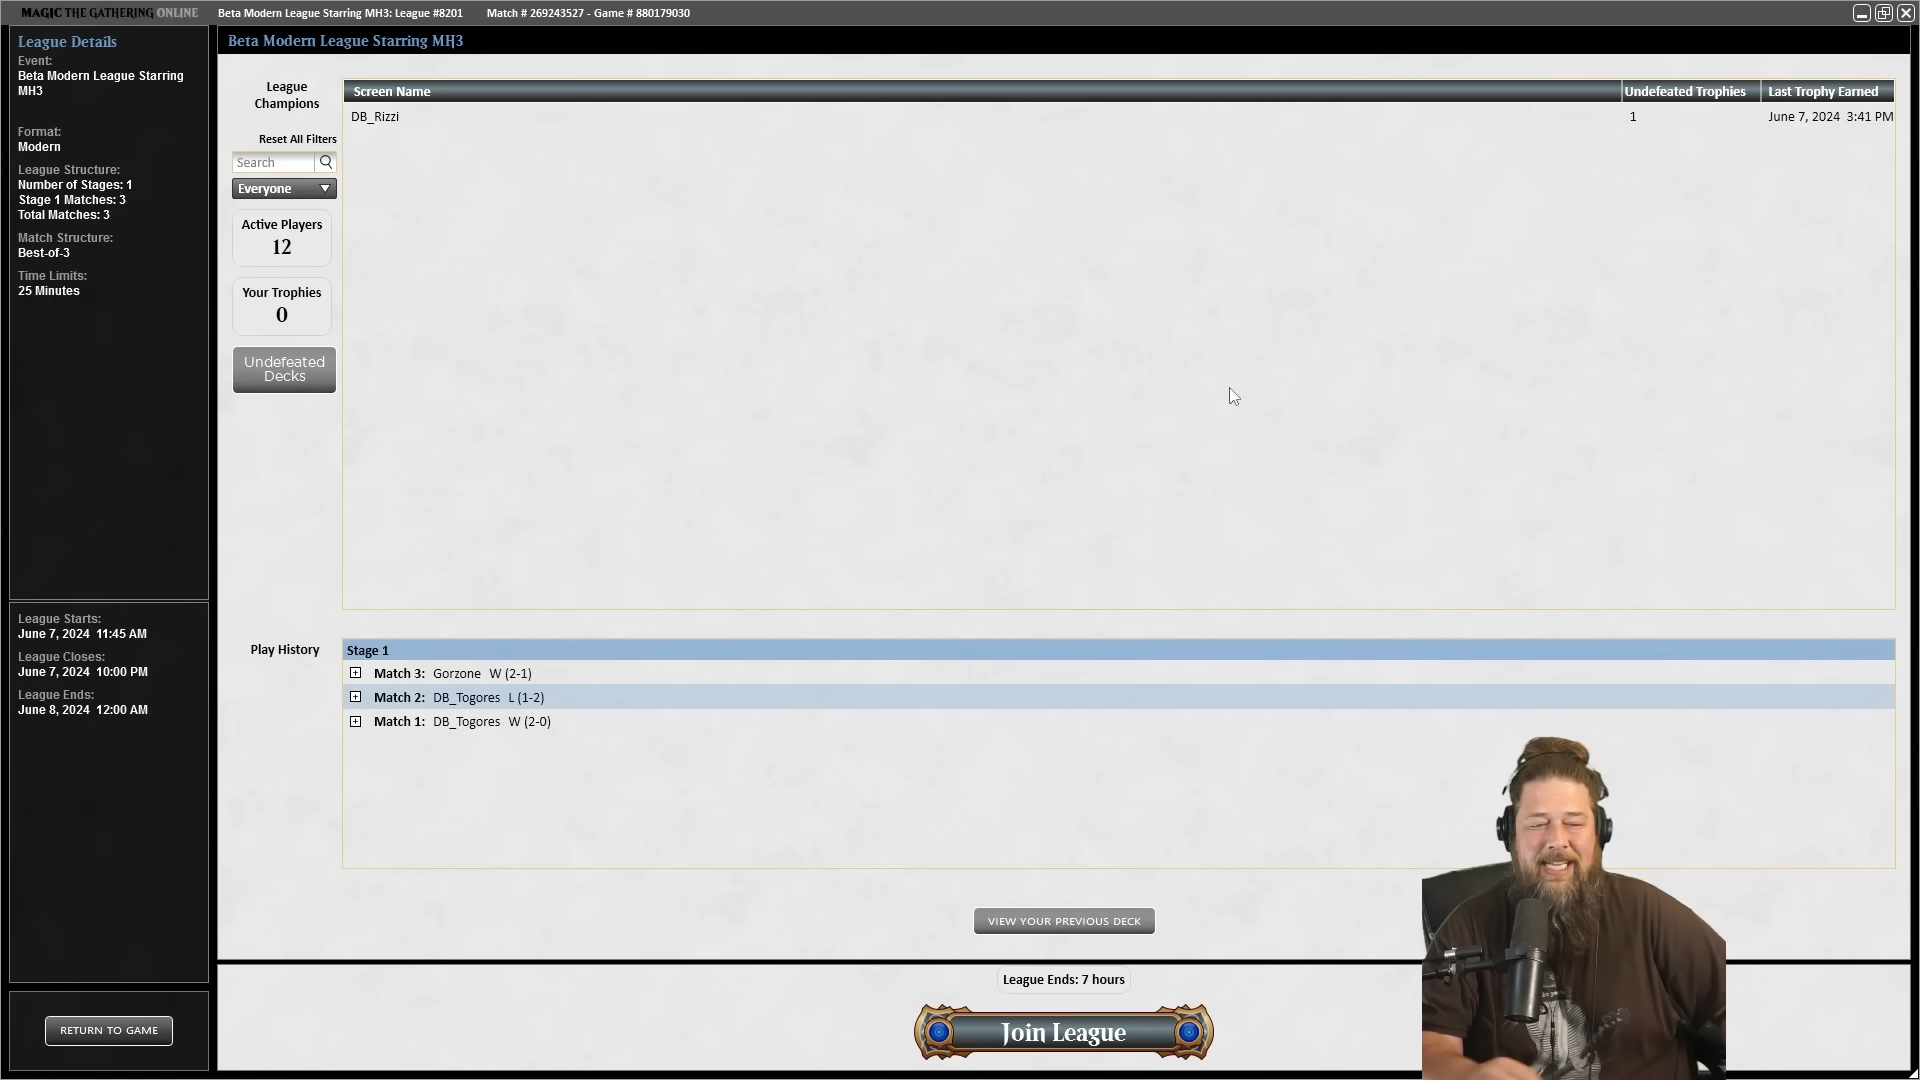 MAGIC THE GATHERING ONLINE
Beta Modern League Starring MH3: League #8201 Match # 269243527 - Game # 880179030
League Details
Event:
Beta Modern League Starring
MH3
Format:
Modern
League Structure:
Number of Stages: 1
Stage 1 Matches: 3
Total Matches: 3
Match Structure:
Best-of-3
Time Limits:
25 Minutes
League Starts:
June 7, 2024 11:45 AM
League Closes:
June 7, 2024 10:00 PM
League Ends:
June 8, 2024 12:00 AM
RETURN TO GAME
Beta Modern League Starring MH3
League
Champions
Reset All Filters
Search
Everyone
Active Players
12
Your Trophies
0
Undefeated
Decks
Screen Name Undefeated Trophies Last Trophy Earned
DB_Rizzi 1 June 7, 2024 3:41 PM
Play History
Stage 1
Match 3: Gorzone W (2-1)
Match 2: DB_Togores L (1-2)
Match 1: DB_Togores W (2-0)
VIEW YOUR PREVIOUS DECK
League Ends: 7 hours
Join League